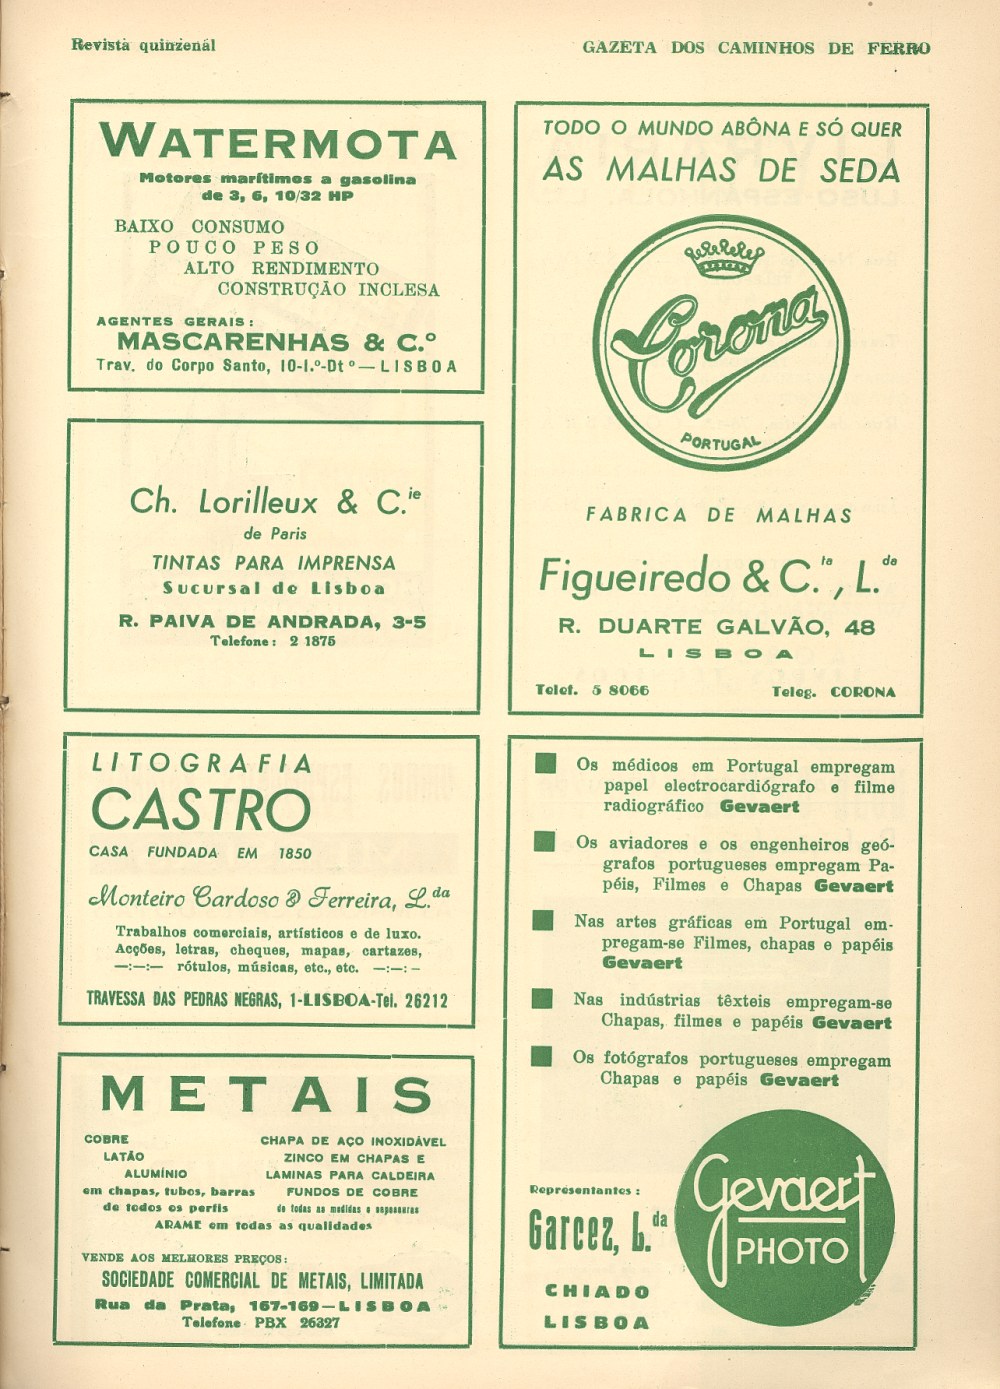 Revista quinzenal
GAZETA DOS CAMINHOS DE FERRO
WATERMOTA
Motores marítimos a gasolina
de 3, 6, 10/32 HP
BAIXO CONSUMO
POUCO PESO
ALTO RENDIMENTO
CONSTRUÇÃO INCLESA
AGENTES GERAIS:
MASCARENHAS & C.º
Trav. do Corpo Santo, 10-1.º-Dtº — LISBOA
Ch. Lorilleux & C.ie
de Paris
TINTAS PARA IMPRENSA
Sucursal de Lisboa
R. PAIVA DE ANDRADA, 3-5
Telefone: 2 1875
LITOGRAFIA
CASTRO
CASA FUNDADA EM 1850
Monteiro Cardoso & Ferreira, L.da
Trabalhos comerciais, artísticos e de luxo.
Acções, letras, cheques, mapas, cartazes,
—:—:— rótulos, músicas, etc., etc. —:—:—
TRAVESSA DAS PEDRAS NEGRAS, 1-LISBOA-Tel. 26212
METAIS
COBRE
LATÃO
ALUMÍNIO
em chapas, tubos, barras
de todos os perfis
CHAPA DE AÇO INOXIDÁVEL
ZINCO EM CHAPAS E
LAMINAS PARA CALDEIRA
FUNDOS DE COBRE
de todas as medidas e espessuras
ARAME em todas as qualidades
VENDE AOS MELHORES PREÇOS:
SOCIEDADE COMERCIAL DE METAIS, LIMITADA
Rua da Prata, 167-169—LISBOA
Telefone PBX 26327
TODO O MUNDO ABÔNA E SÓ QUER
AS MALHAS DE SEDA
Corona
PORTUGAL
FABRICA DE MALHAS
Figueiredo & C.ta, L.da
R. DUARTE GALVÃO, 48
LISBOA
Telef. 5 8066 Teleg. CORONA
Os médicos em Portugal empregam
papel electrocardiógrafo e filme
radiográfico Gevaert
Os aviadores e os engenheiros geó-
grafos portugueses empregam Pa-
péis, Filmes e Chapas Gevaert
Nas artes gráficas em Portugal em-
pregam-se Filmes, chapas e papéis
Gevaert
Nas indústrias têxteis empregam-se
Chapas, filmes e papéis Gevaert
Os fotógrafos portugueses empregam
Chapas e papéis Gevaert
Representantes:
Garcez, L.da
CHIADO
LISBOA
Gevaert
PHOTO